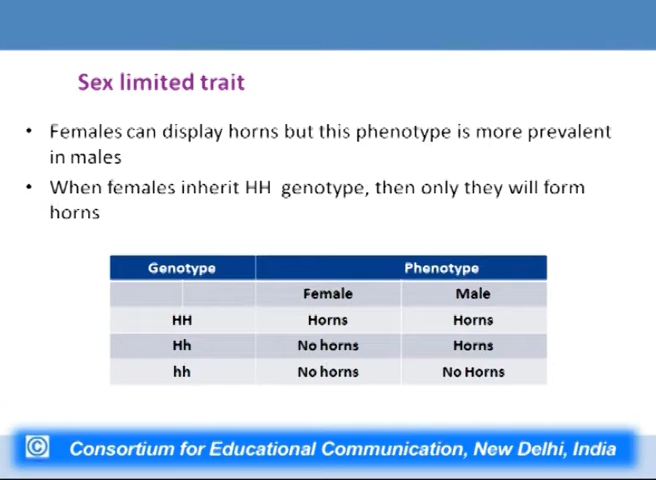 Sex limited trait
• Females can display horns but this phenotype is more prevalent
in males
• When females inherit HH genotype, then only they will form
horns
Genotype Phenotype
Female Male
HH Horns Horns
Hh No horns Horns
hh No horns No Horns
© Consortium for Educational Communication, New Delhi, India